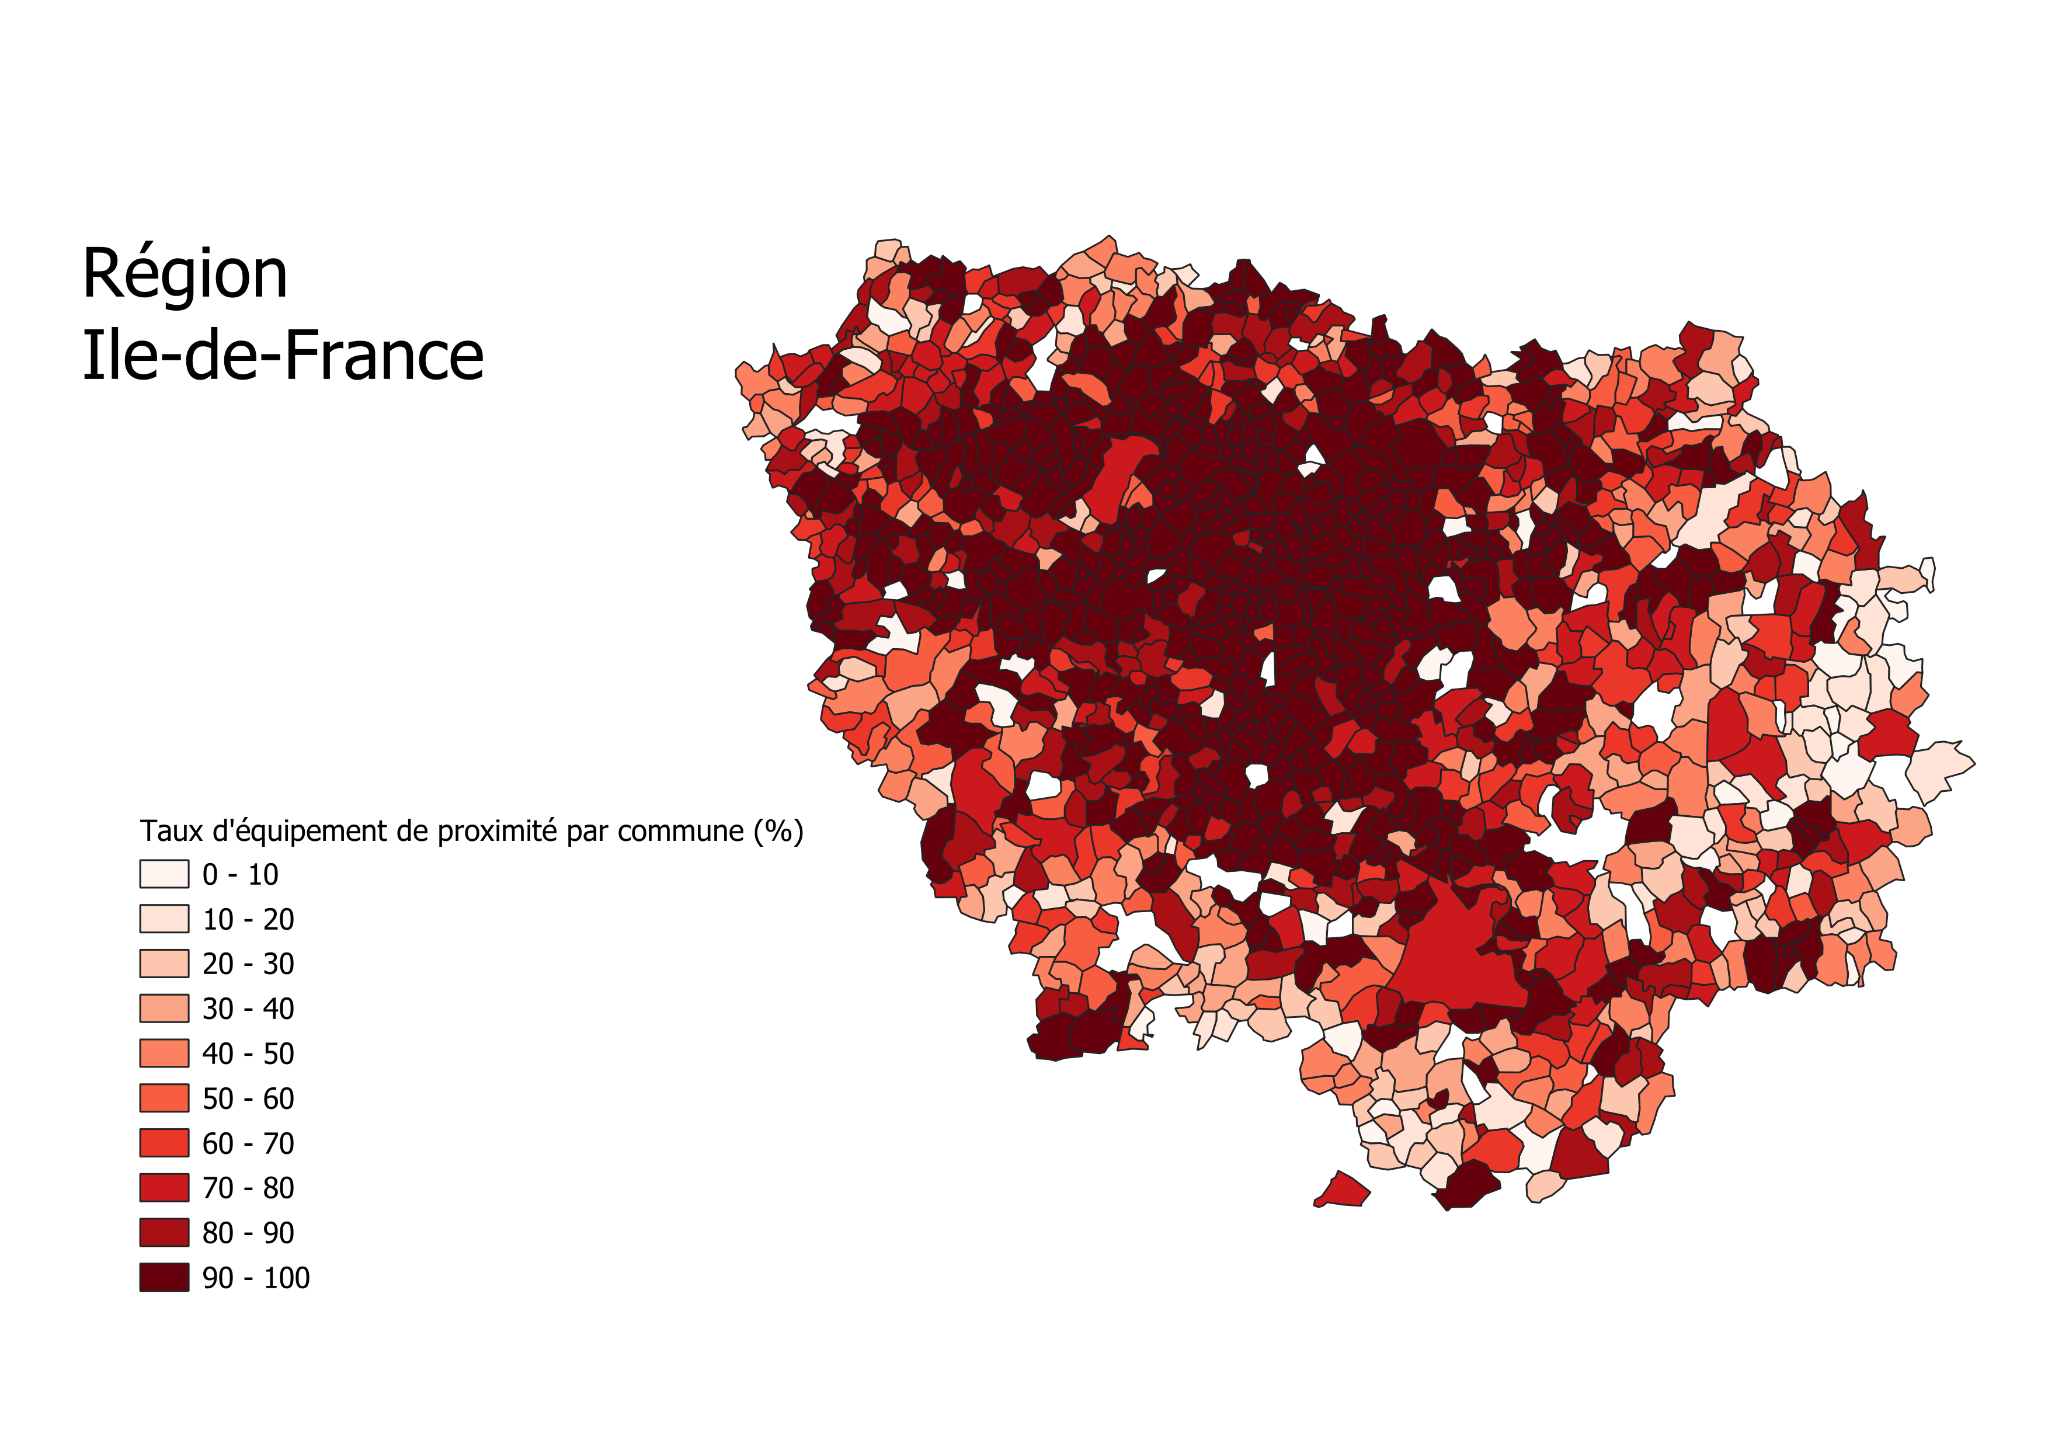 Région
Ile-de-France
Taux d'équipement de proximité par commune (%)
0 - 10
10 - 20
20 - 30
30 - 40
40 - 50
50 - 60
60 - 70
70 - 80
80 - 90
90 - 100